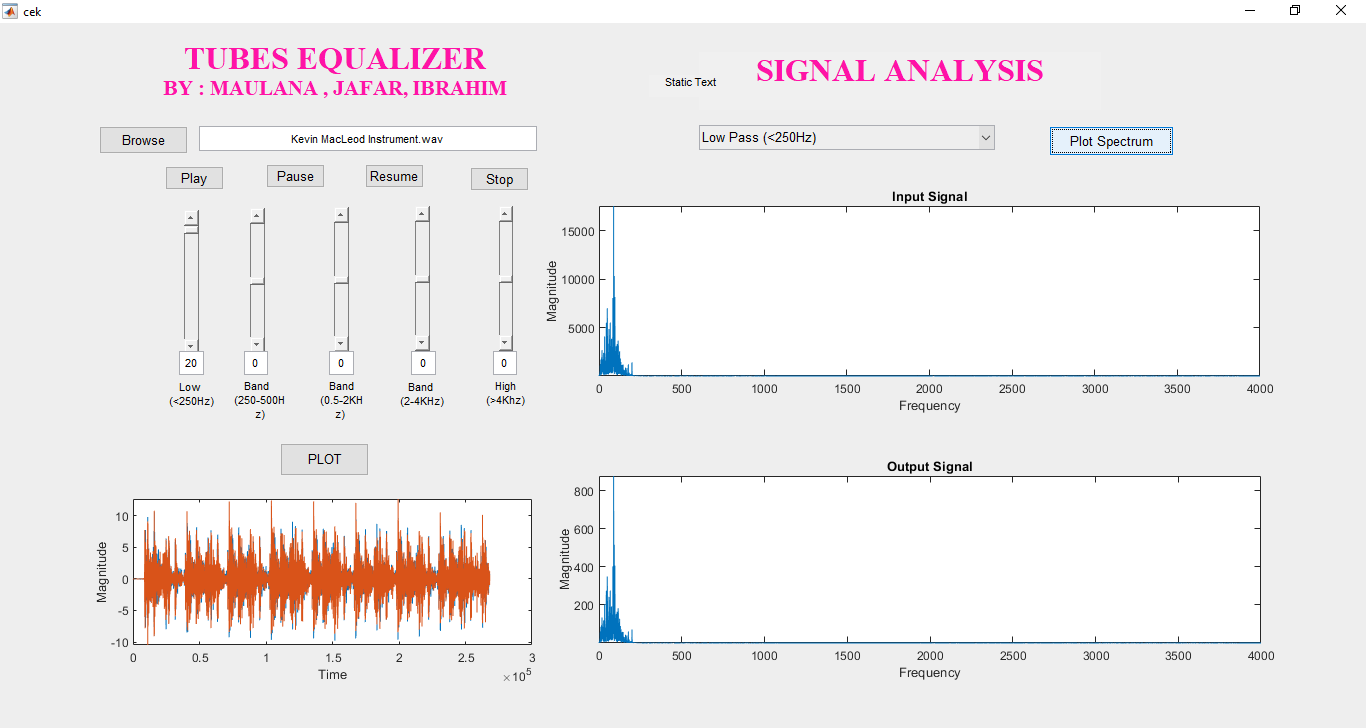 cek
TUBES EQUALIZER
BY : MAULANA , JAFAR, IBRAHIM
Static Text
SIGNAL ANALYSIS
Browse
Kevin MacLeod Instrument.wav
Low Pass (<250Hz)
Plot Spectrum
Play
Pause
Resume
Stop
20
0
0
0
0
Low
(<250Hz)
Band
(250-500H
z)
Band
(0.5-2KH
z)
Band
(2-4KHz)
High
(>4Khz)
PLOT
10
5
0
-5
-10
Magnitude
0 0.5 1 1.5 2 2.5 3
Time
×10^5
Input Signal
15000
10000
5000
Magnitude
0 500 1000 1500 2000 2500 3000 3500 4000
Frequency
Output Signal
800
600
400
200
Magnitude
0 500 1000 1500 2000 2500 3000 3500 4000
Frequency